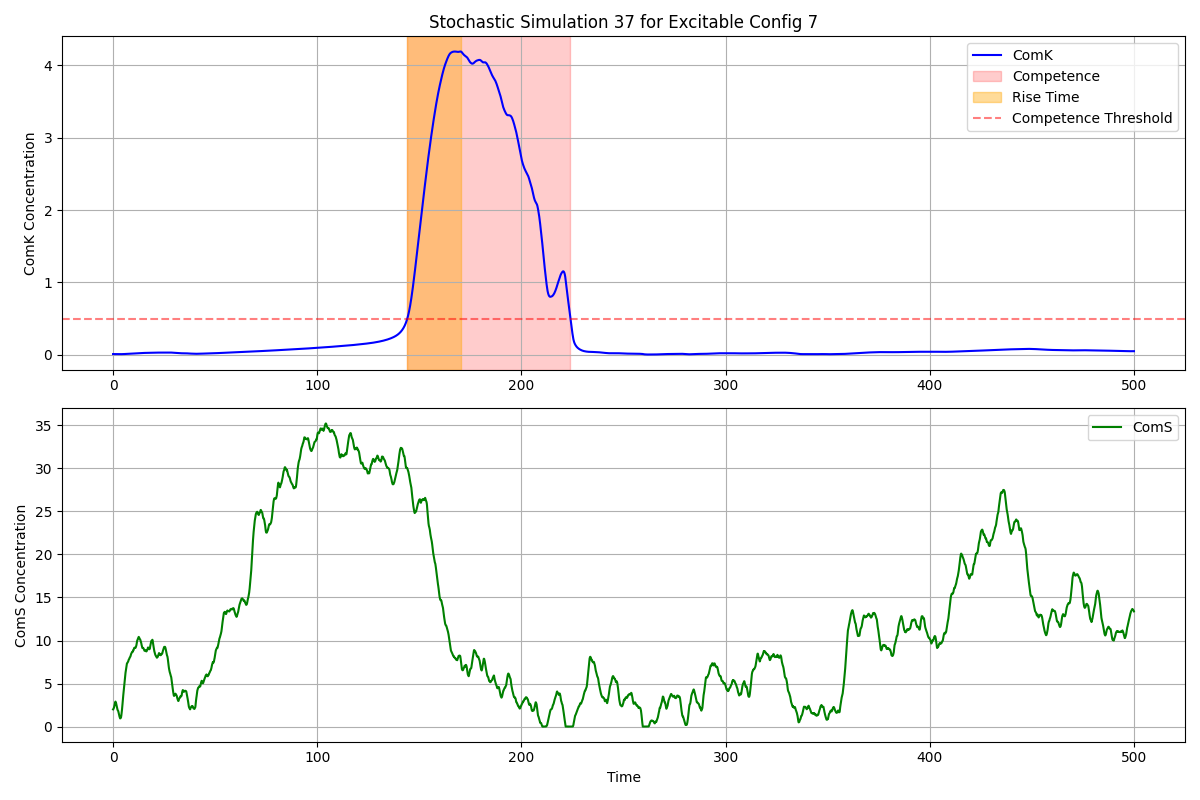 Stochastic Simulation 37 for Excitable Config 7
ComK Concentration
4
3
2
1
0
ComK
Competence
Rise Time
Competence Threshold
0 100 200 300 400 500
ComS Concentration
35
30
25
20
15
10
5
0
ComS
0 100 200 300 400 500
Time